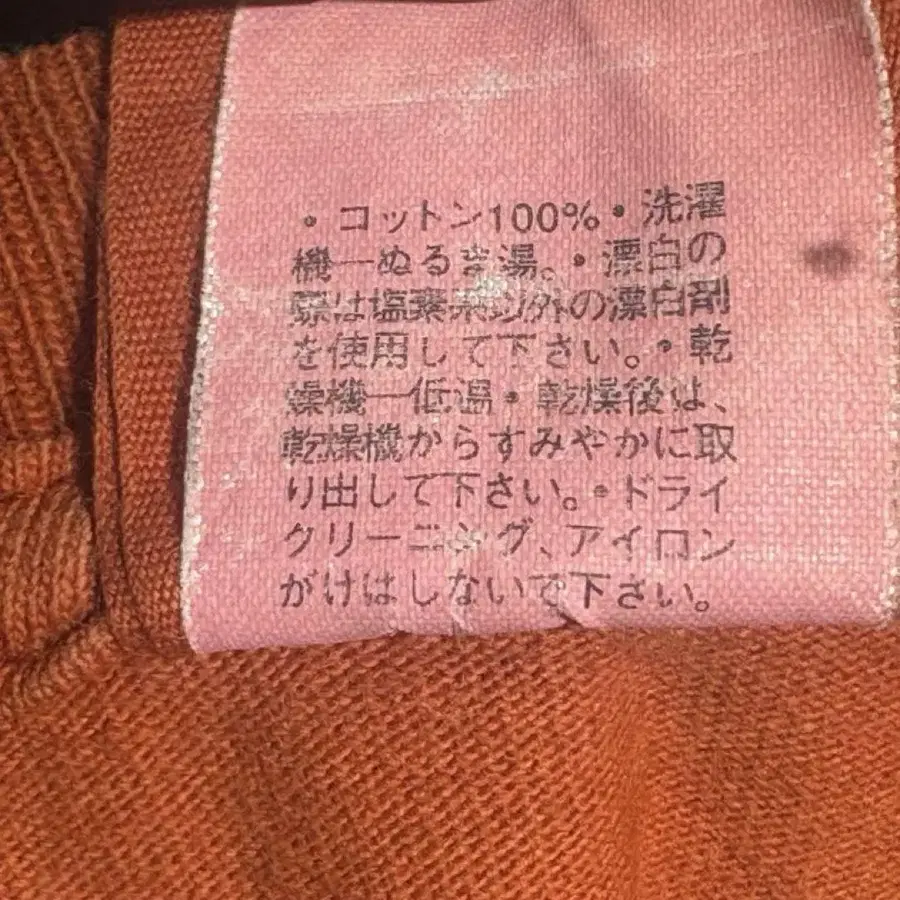 ・コットン100%・洗濯
機—ぬるま湯。・漂白の
際は塩素系以外の漂白剤
を使用して下さい。・乾
燥機—低温・乾燥後は、
乾燥機からすみやかに取
り出して下さい。・ドライ
クリーニング、アイロン
がけはしないで下さい。